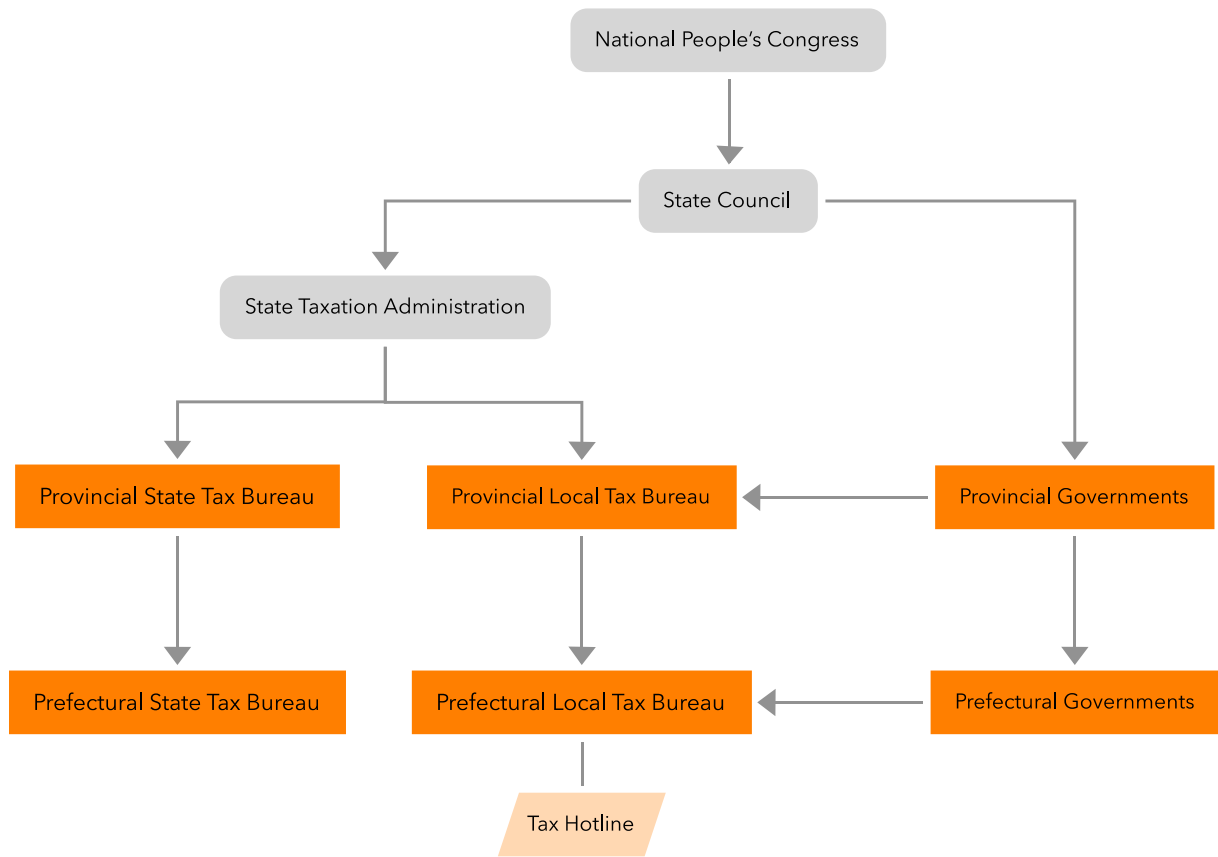 National People’s Congress
State Council
State Taxation Administration
Provincial State Tax Bureau
Provincial Local Tax Bureau
Provincial Governments
Prefectural State Tax Bureau
Prefectural Local Tax Bureau
Prefectural Governments
Tax Hotline